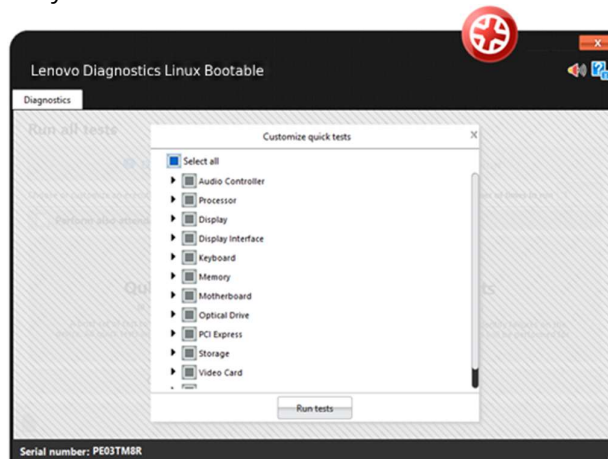 Lenovo Diagnostics Linux Bootable
Diagnostics
Run all tests
Customize quick tests
Select all
Audio Controller
Processor
Display
Display Interface
Keyboard
Memory
Motherboard
Optical Drive
PCI Express
Storage
Video Card
Run tests
Serial number: PE03TM8R